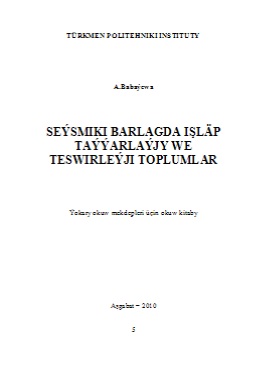 TÜRKMEN POLITEHNIKI INSTITUTY
A.Babaýewa
SEÝSMIKI BARLAGDA IŞLÄP
TAÝÝARLAÝJY WE
TESWIRLEÝJI TOPLUMLAR
Ýokary okuw mekdepleri üçin okuw kitaby
Aşgabat – 2010
5